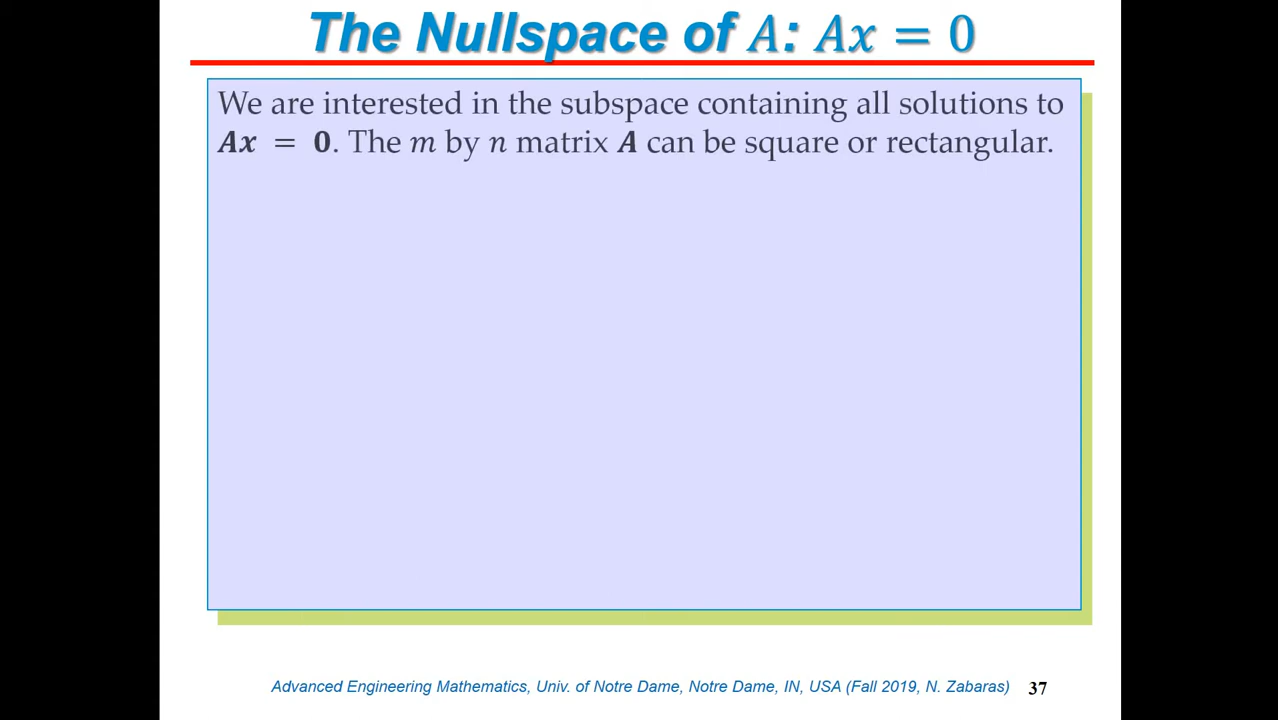 The Nullspace of A: Ax = 0
We are interested in the subspace containing all solutions to
Ax = 0. The m by n matrix A can be square or rectangular.
Advanced Engineering Mathematics, Univ. of Notre Dame, Notre Dame, IN, USA (Fall 2019, N. Zabaras) 37